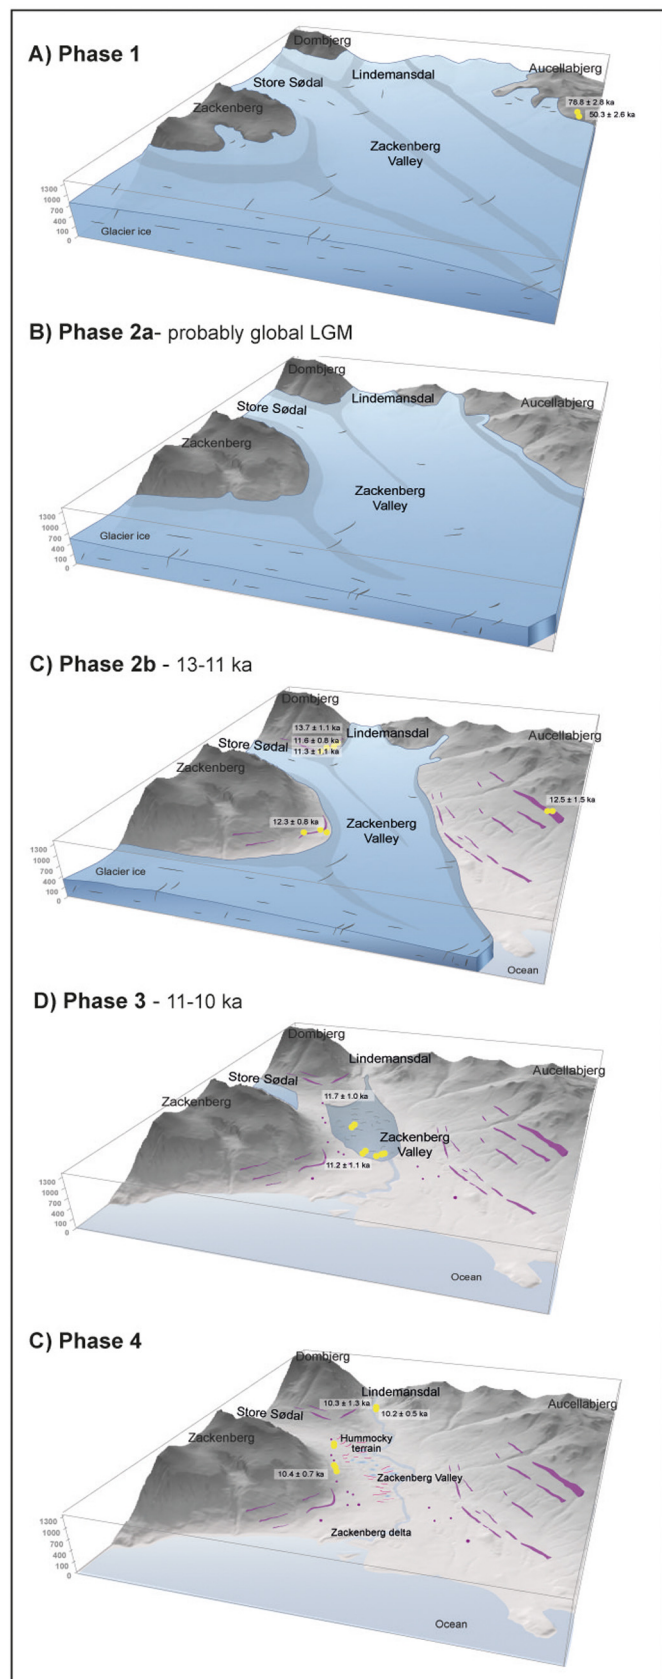 A) Phase 1
Dombjerg
Lindemansdal
Aucellabjerg
Store Sødal
Zackenberg
78.8 ± 2.8 ka
50.3 ± 2.6 ka
Zackenberg
Valley
1300
1000
700
400
100
0
Glacier ice
B) Phase 2a- probably global LGM
Dombjerg
Lindemansdal
Store Sødal
Aucellabjerg
Zackenberg
Zackenberg
Valley
1300
1000
700
400
100
0
Glacier ice
C) Phase 2b - 13-11 ka
Dombjerg
13.7 ± 1.1 ka
Lindemansdal
11.6 ± 0.8 ka
Store Sødal
11.3 ± 1.1 ka
Aucellabjerg
Zackenberg
12.5 ± 1.5 ka
12.3 ± 0.8 ka
Zackenberg
Valley
1300
1000
700
400
100
0
Glacier ice
Ocean
D) Phase 3 - 11-10 ka
Dombjerg
Lindemansdal
Aucellabjerg
Store Sødal
Zackenberg
11.7 ± 1.0 ka
Zackenberg
Valley
11.2 ± 1.1 ka
1300
1000
700
400
100
0
Ocean
C) Phase 4
Dombjerg
Lindemansdal
10.3 ± 1.3 ka
Aucellabjerg
Store Sødal
10.2 ± 0.5 ka
Zackenberg
Hummocky
terrain
10.4 ± 0.7 ka
Zackenberg Valley
Zackenberg delta
1300
1000
700
400
100
0
Ocean